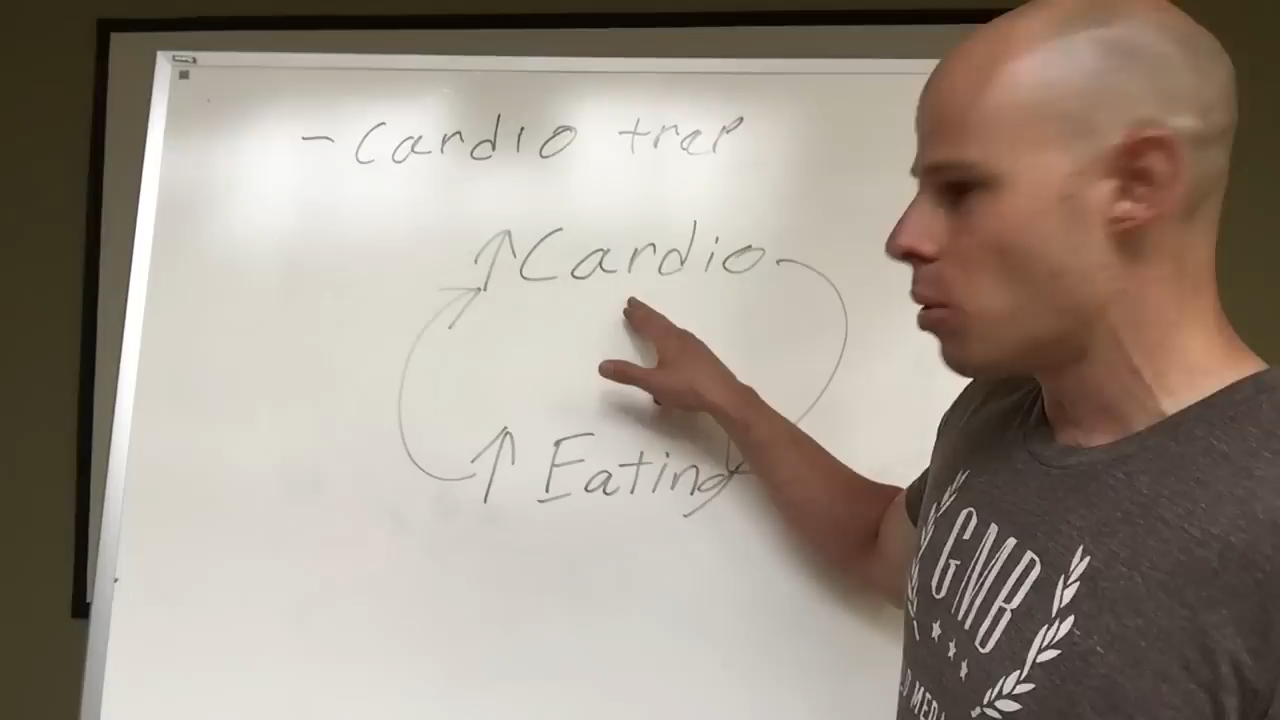 - Cardio trap
↑ Cardio
↑ Eating
GMB